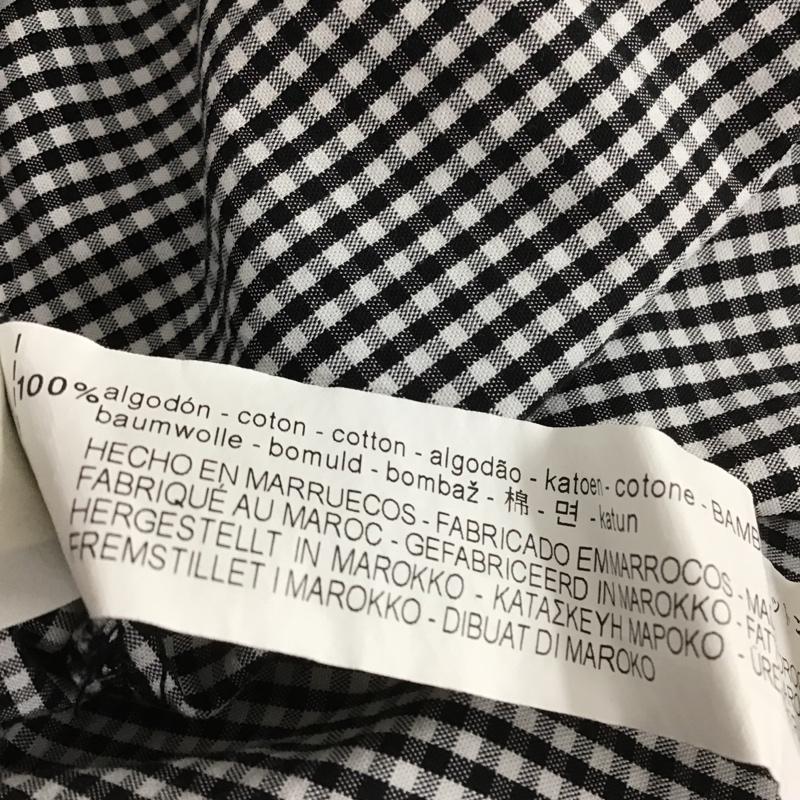 100% algodón - coton - cotton - algodão - katoen - cotone - BAMB
baumwolle - bomuld - bombaž - 棉 - 면 - katun
HECHO EN MARRUECOS - FABRICADO EM MARROCOS - MA
FABRIQUÉ AU MAROC - GEFABRICEERD IN MAROKKO - FAT
HERGESTELLT IN MAROKKO - ΚΑΤΑΣΚΕΥΗ ΜΑΡΟΚΟ - ÜRE
FREMSTILLET I MAROKKO - DIBUAT DI MAROKO